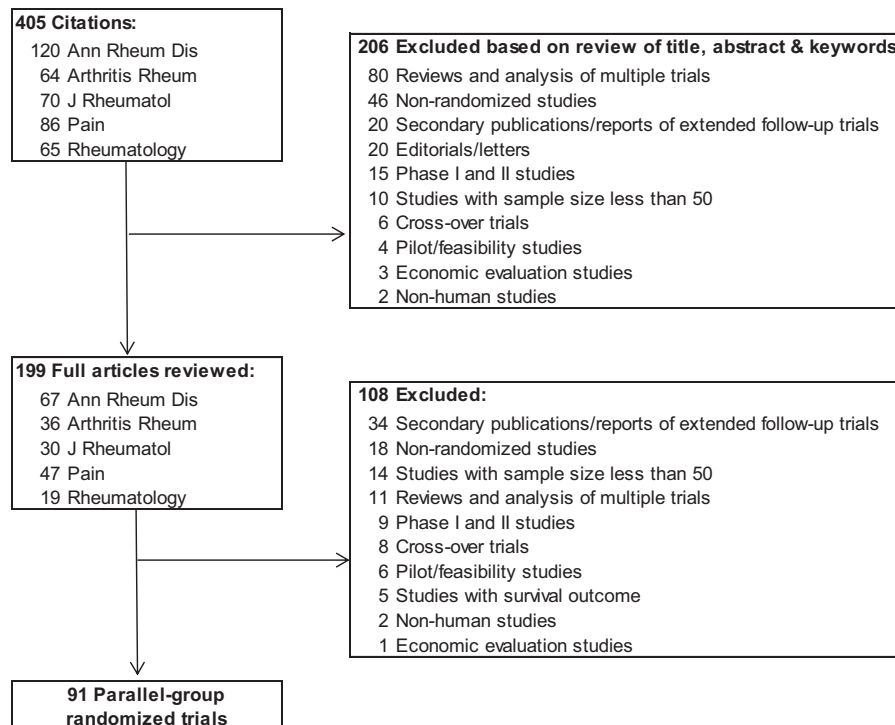 405 Citations:
120 Ann Rheum Dis
64 Arthritis Rheum
70 J Rheumatol
86 Pain
65 Rheumatology
206 Excluded based on review of title, abstract & keywords
80 Reviews and analysis of multiple trials
46 Non-randomized studies
20 Secondary publications/reports of extended follow-up trials
20 Editorials/letters
15 Phase I and II studies
10 Studies with sample size less than 50
6 Cross-over trials
4 Pilot/feasibility studies
3 Economic evaluation studies
2 Non-human studies
199 Full articles reviewed:
67 Ann Rheum Dis
36 Arthritis Rheum
30 J Rheumatol
47 Pain
19 Rheumatology
108 Excluded:
34 Secondary publications/reports of extended follow-up trials
18 Non-randomized studies
14 Studies with sample size less than 50
11 Reviews and analysis of multiple trials
9 Phase I and II studies
8 Cross-over trials
6 Pilot/feasibility studies
5 Studies with survival outcome
2 Non-human studies
1 Economic evaluation studies
91 Parallel-group
randomized trials